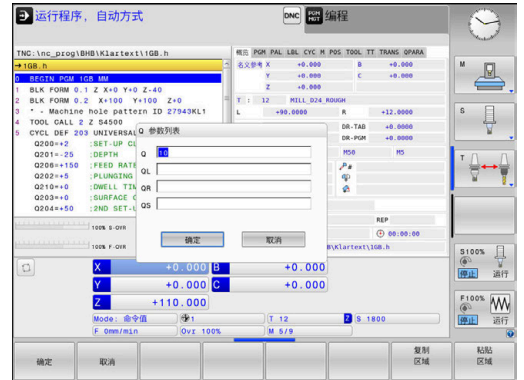 运行程序, 自动方式
DNC
编程
TNC:\nc_prog\BHB\Klartext\1GB.h
→1GB.h
0 BEGIN PGM 1GB MM
1 BLK FORM 0.1 Z X+0 Y+0 Z-40
2 BLK FORM 0.2 X+100 Y+100 Z+0
3 * - Machine hole pattern ID 27943KL1
4 TOOL CALL 2 Z S4500
5 CYCL DEF 203 UNIVERSAL
Q200=+2 ;SET-UP CL
Q201=-25 ;DEPTH
Q206=+150 ;FEED RATE
Q202=+5 ;PLUNGING
Q210=+0 ;DWELL TIM
Q203=+0 ;SURFACE C
Q204=+50 ;2ND SET-U
100% S-OVR
100% F-OVR
概览 PGM PAL LBL CYC M POS TOOL TT TRANS QPARA
名义参考 X +0.000 B +0.000
Y +0.000 C +0.000
Z +0.000
T : 12 MILL_D24_ROUGH
L +90.0000 R +12.0000
DR-TAB +0.0000
DR-PGM +0.0000
M50 M5
REP
00:00:00
B\Klartext\1GB.h
Q 参数列表
Q 10
QL
QR
QS
确定 取消
X +0.000 B +0.000
Y +0.000 C +0.000
Z +110.000
Mode: 命令值 1 T 12 Z S 1800
F 0mm/min Ovr 100% M 5/9
M
S
T
S100%
停止 运行
F100%
停止 运行
确定 取消 复制区域 粘贴区域